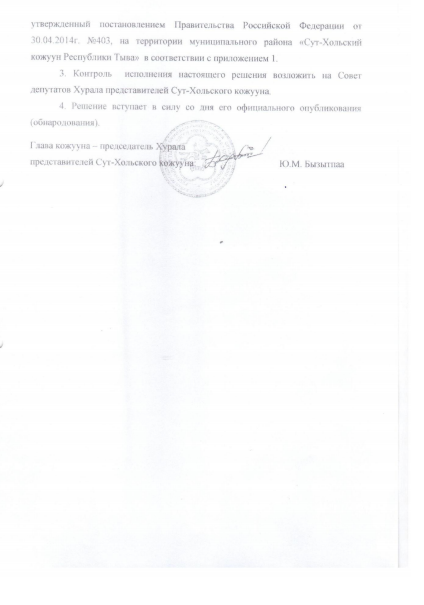 утвержденный постановлением Правительства Российской Федерации от
30.04.2014г. №403, на территории муниципального района «Сут-Хольский
кожуун Республики Тыва» в соответствии с приложением 1.
3. Контроль исполнения настоящего решения возложить на Совет
депутатов Хурала представителей Сут-Хольского кожууна.
4. Решение вступает в силу со дня его официального опубликования
(обнародования).
Глава кожууна – председатель Хурала
представителей Сут-Хольского кожууна Ю.М. Бызытпаа